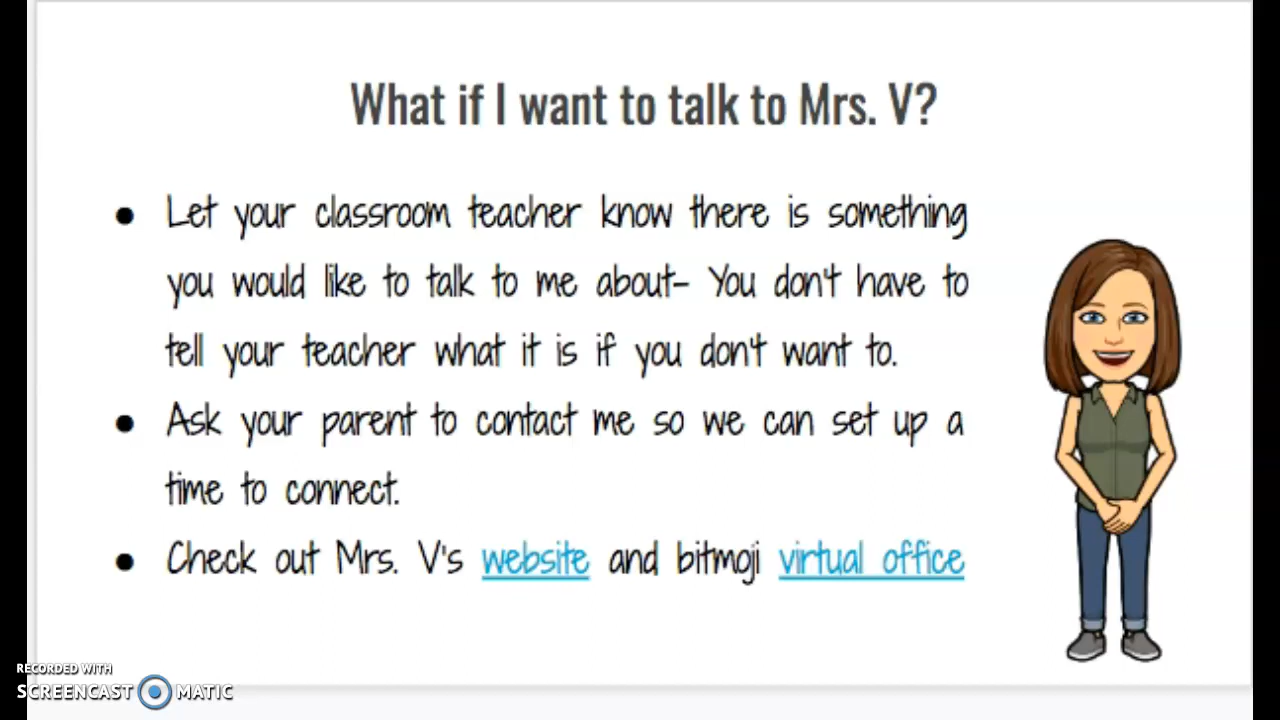 What if I want to talk to Mrs. V?
● Let your classroom teacher know there is something
you would like to talk to me about- You don't have to
tell your teacher what it is if you don't want to.
● Ask your parent to contact me so we can set up a
time to connect.
● Check out Mrs. V's website and bitmoji virtual office
RECORDED WITH
SCREENCAST MATIC